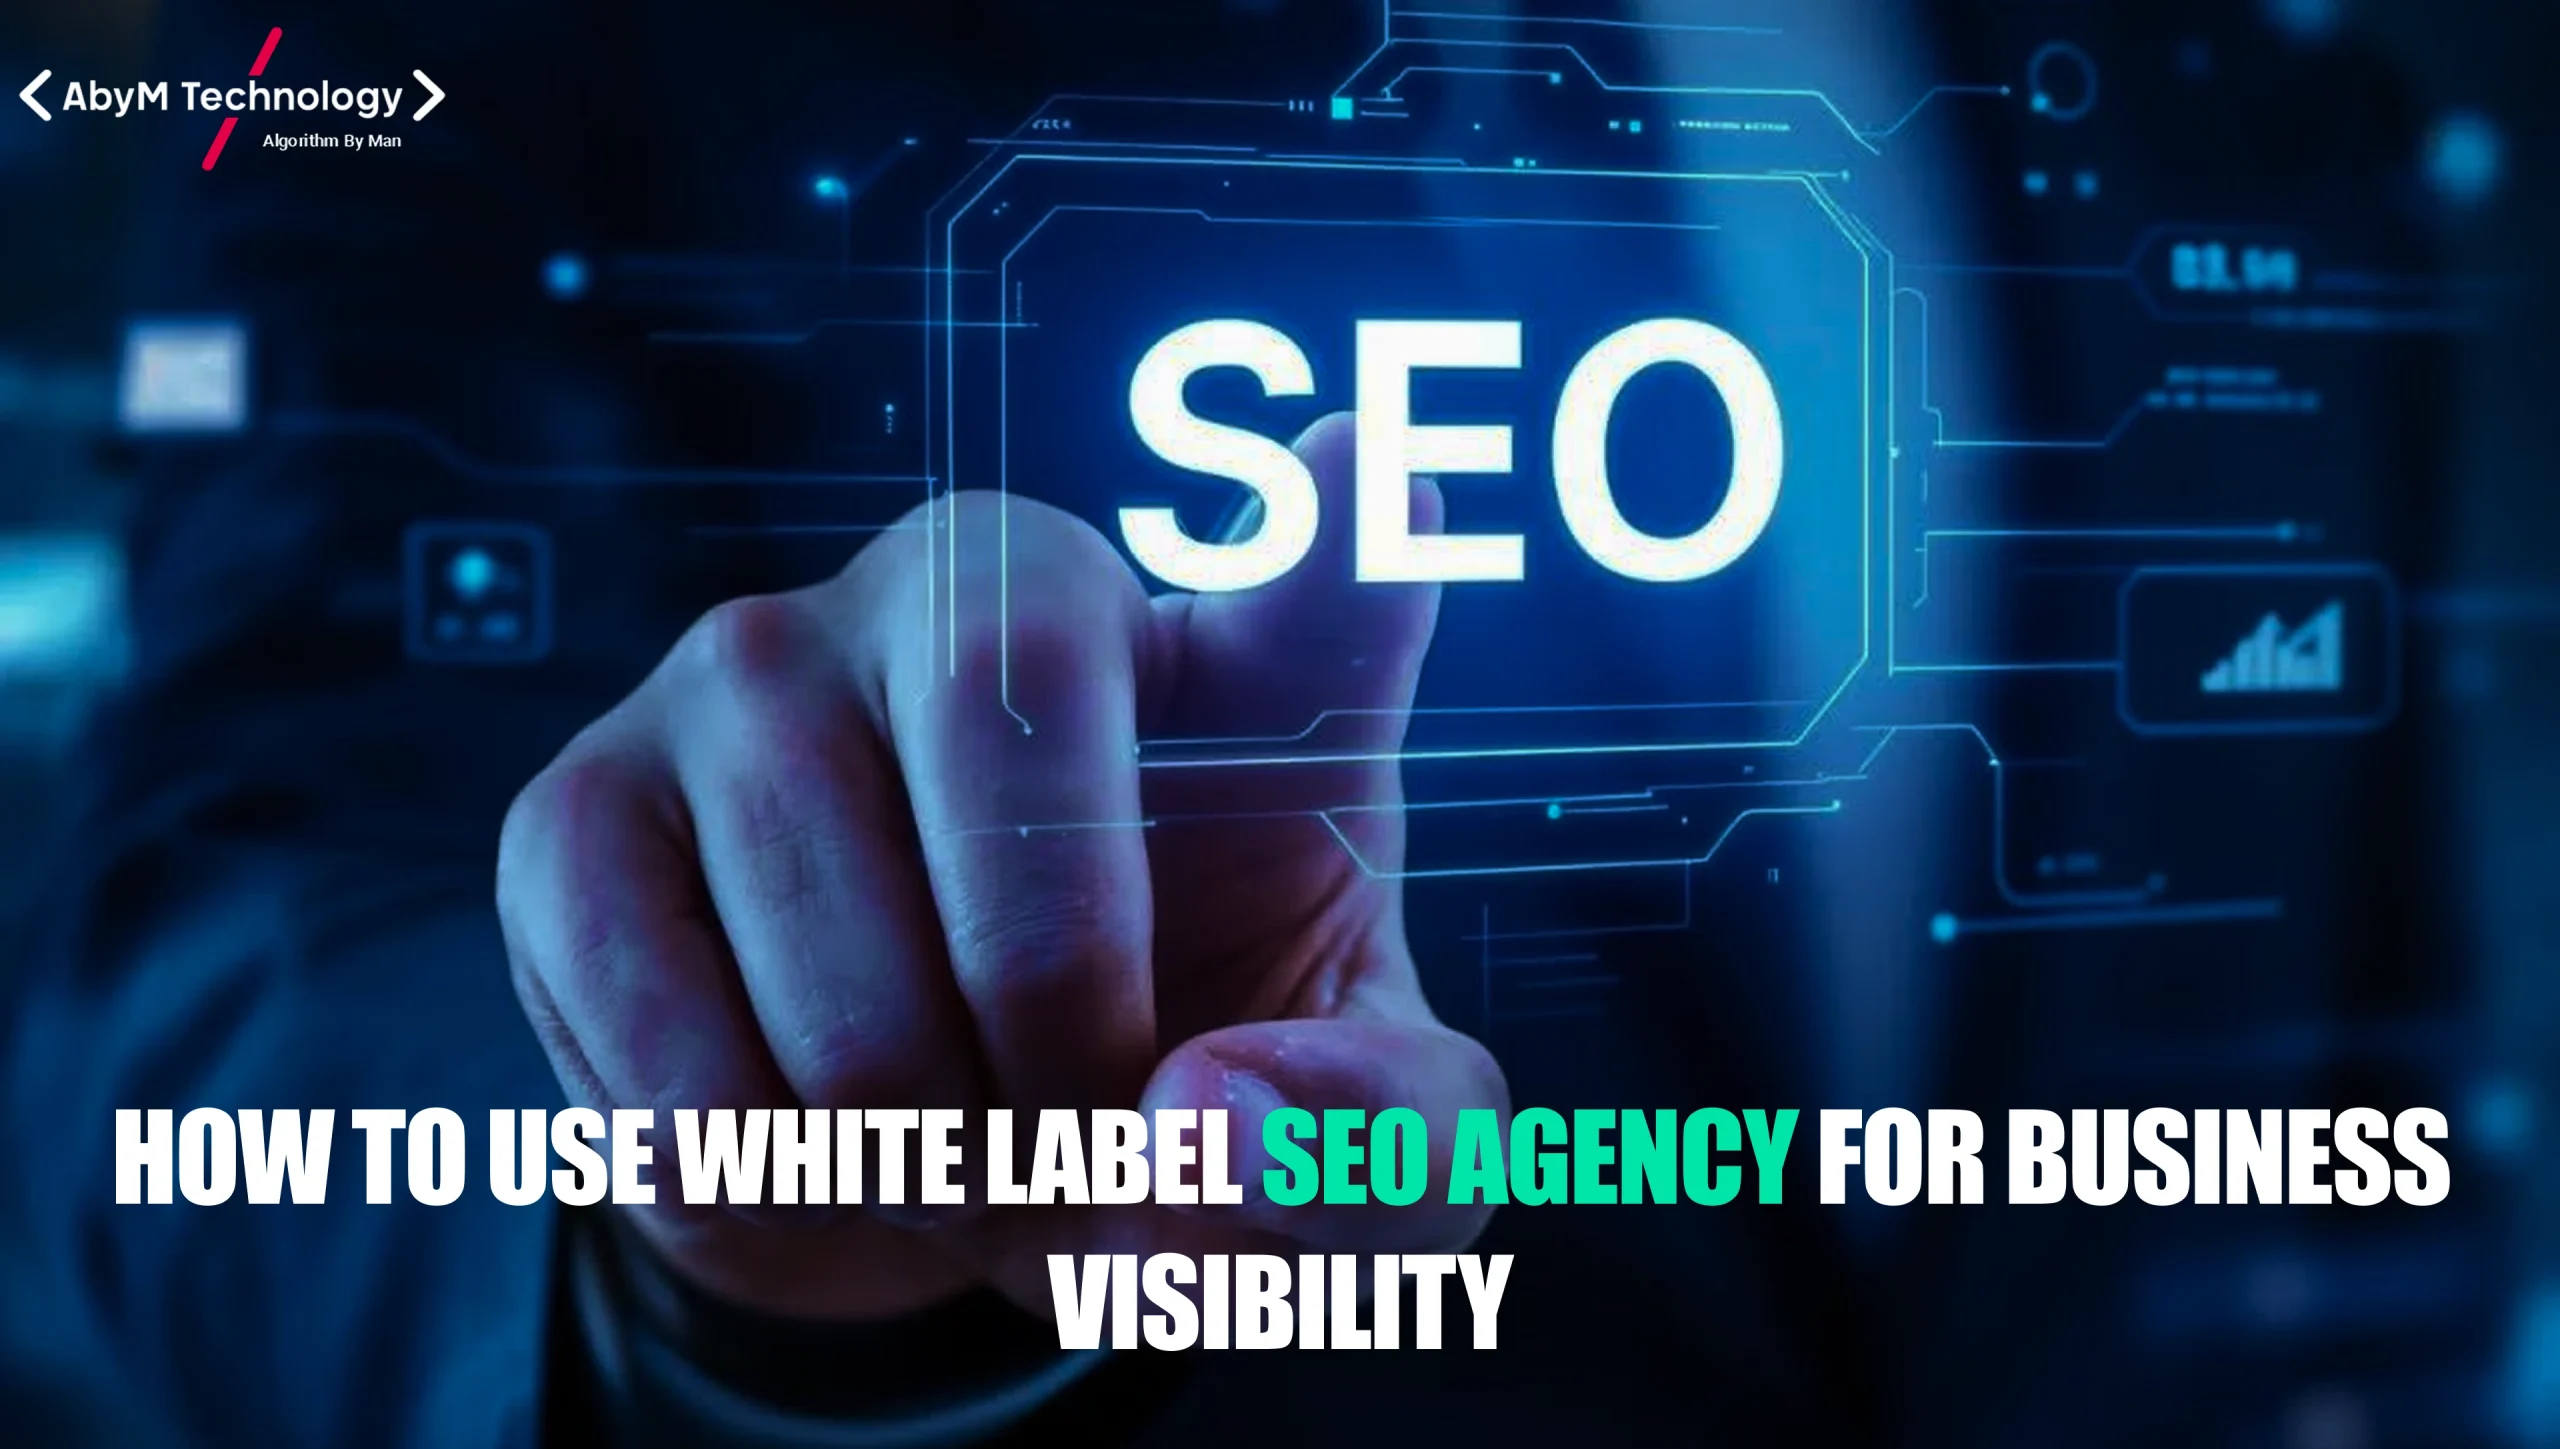 AbyM Technology
Algorithm By Man
SEO
HOW TO USE WHITE LABEL SEO AGENCY FOR BUSINESS
VISIBILITY